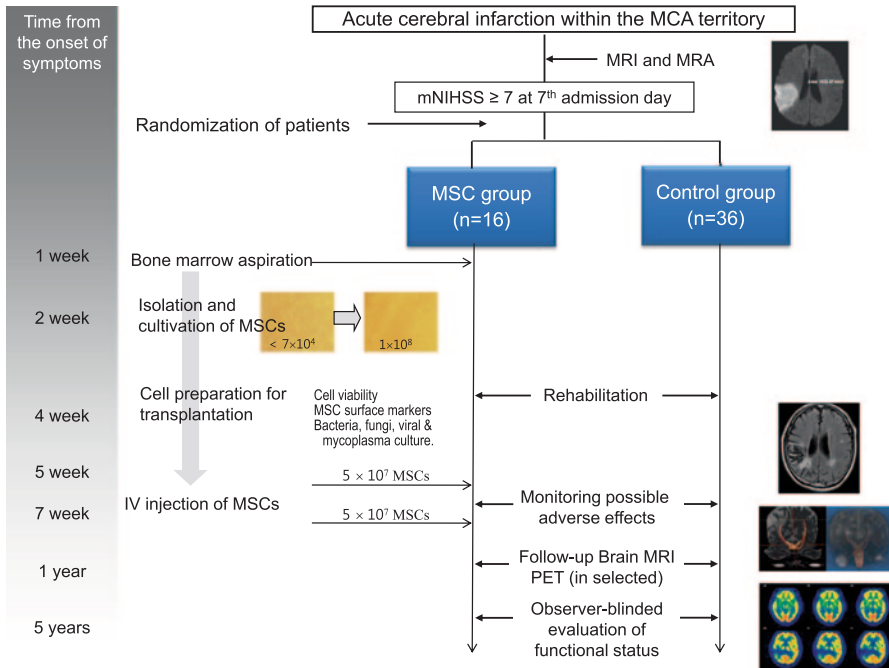 Time from
the onset of
symptoms
Acute cerebral infarction within the MCA territory
MRI and MRA
mNIHSS ≥ 7 at 7th admission day
Randomization of patients
MSC group
(n=16)
Control group
(n=36)
1 week
Bone marrow aspiration
2 week
Isolation and
cultivation of MSCs
< 7×10⁴
1×10⁸
4 week
Cell preparation for
transplantation
Cell viability
MSC surface markers
Bacteria, fungi, viral &
mycoplasma culture.
Rehabilitation
5 week
5 × 10⁷ MSCs
IV injection of MSCs
7 week
5 × 10⁷ MSCs
Monitoring possible
adverse effects
1 year
Follow-up Brain MRI
PET (in selected)
5 years
Observer-blinded
evaluation of
functional status